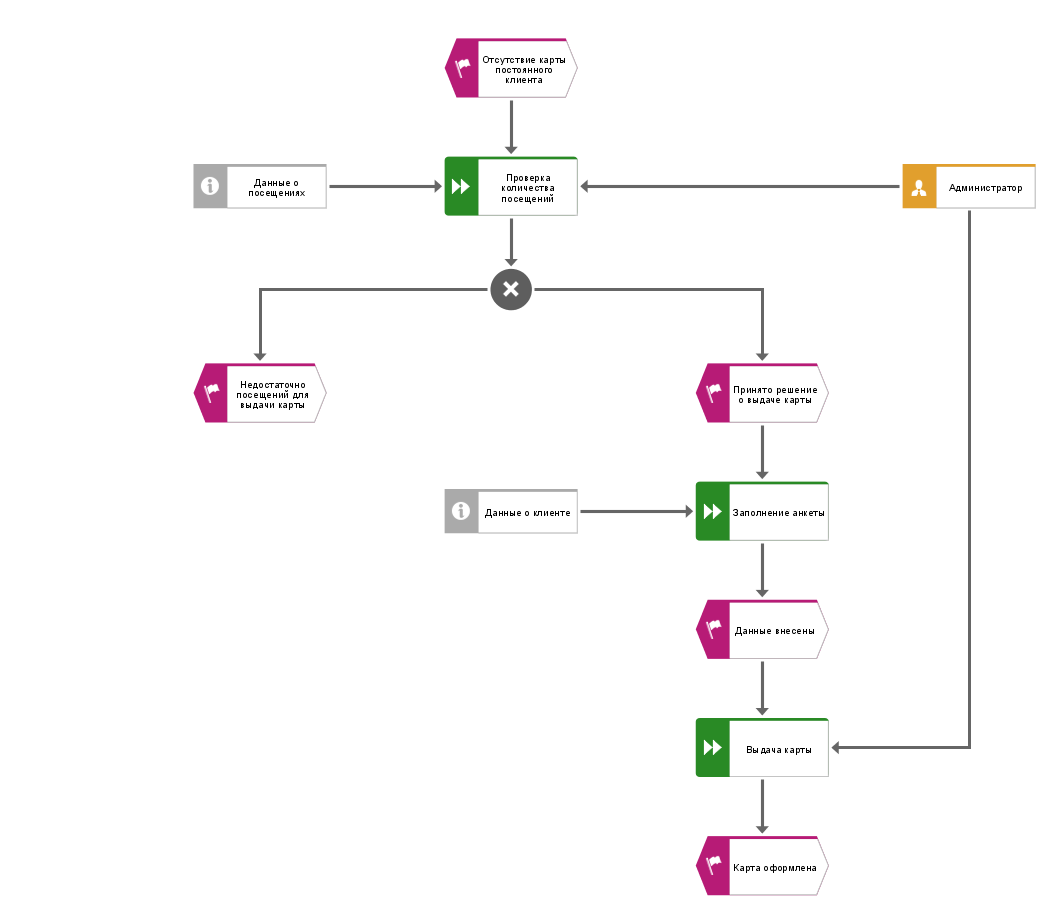 Отсутствие карты
постоянного
клиента
Данные о
посещениях
Проверка
количества
посещений
Администратор
Недостаточно
посещений для
выдачи карты
Принято решение
о выдаче карты
Данные о клиенте
Заполнение анкеты
Данные внесены
Выдача карты
Карта оформлена